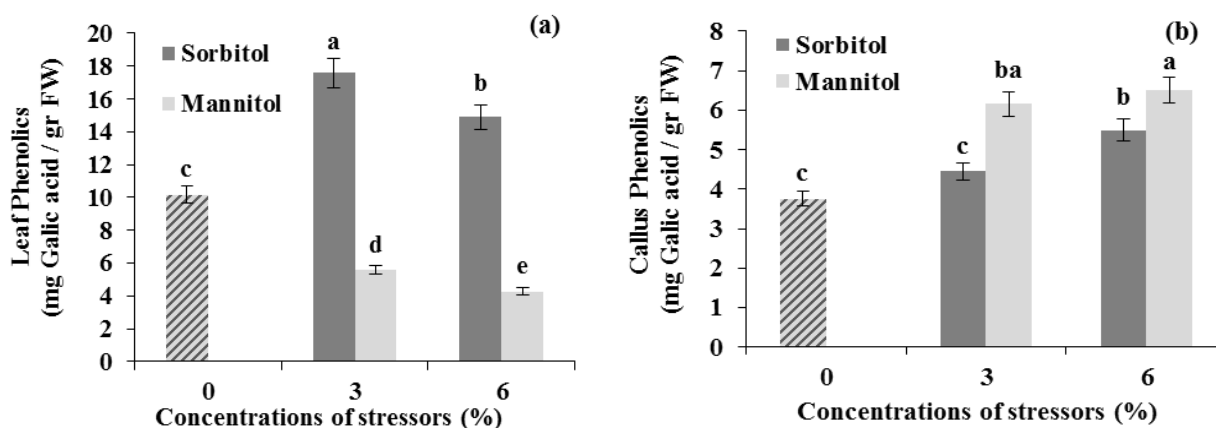 (a)
Leaf Phenolics
(mg Galic acid / gr FW)
20
18
16
14
12
10
8
6
4
2
0
Sorbitol
Mannitol
c
a
d
b
e
0
3
6
Concentrations of stressors (%)
(b)
Callus Phenolics
(mg Galic acid / gr FW)
8
7
6
5
4
3
2
1
0
Sorbitol
Mannitol
c
c
ba
b
a
0
3
6
Concentrations of stressors (%)